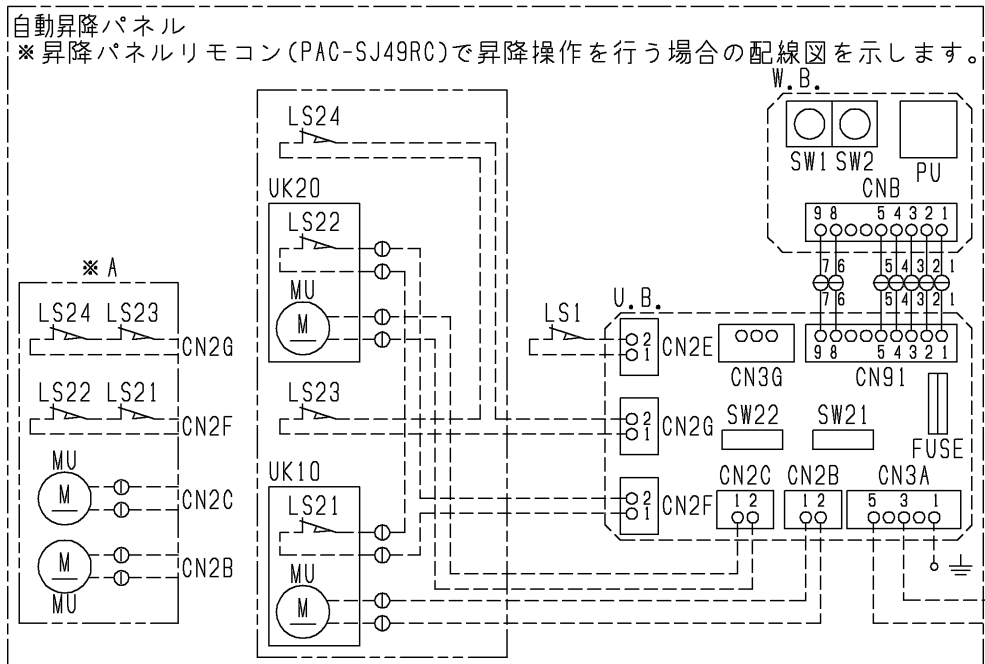 自動昇降パネル
※昇降パネルリモコン(PAC-SJ49RC)で昇降操作を行う場合の配線図を示します。
W.B.
SW1 SW2 PU
CNB
9 8 5 4 3 2 1
7 6 5 4 3 2 1
7 6 5 4 3 2 1
U.B.
9 8 5 4 3 2 1
CN3G CN91
LS1
2
1
CN2E
2
1
CN2G
SW22 SW21 FUSE
2
1
CN2F
CN2C CN2B CN3A
1 2 1 2 5 3 1
LS24
UK20
LS22
MU
M
LS23
UK10
LS21
MU
M
※A
LS24 LS23
CN2G
LS22 LS21
CN2F
MU
M
CN2C
M
CN2B
MU